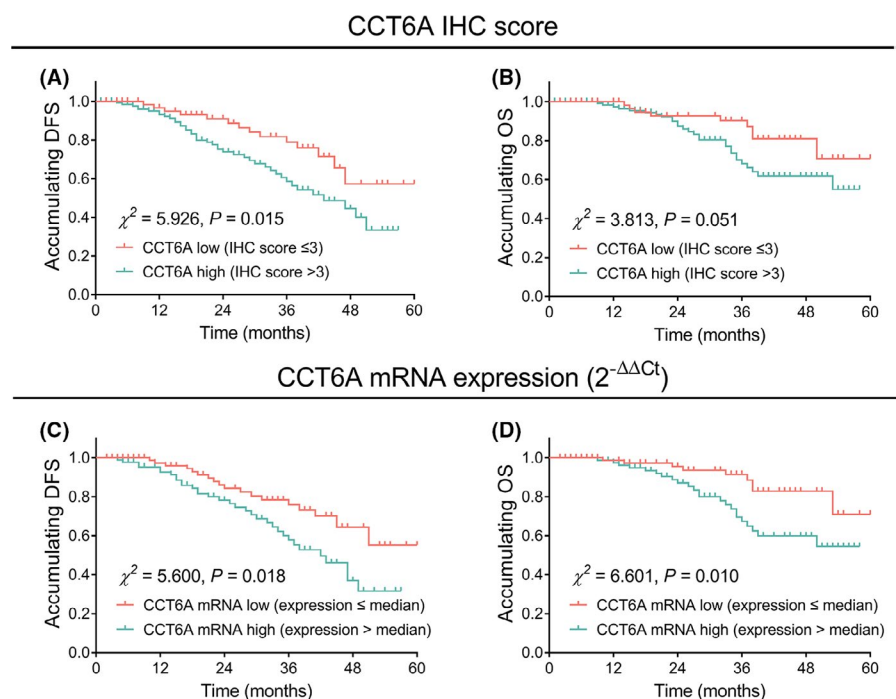 CCT6A IHC score
(A)
Accumulating DFS
1.0
0.8
0.6
0.4
0.2
0.0
χ² = 5.926, P = 0.015
CCT6A low (IHC score ≤3)
CCT6A high (IHC score >3)
0 12 24 36 48 60
Time (months)
(B)
Accumulating OS
1.0
0.8
0.6
0.4
0.2
0.0
χ² = 3.813, P = 0.051
CCT6A low (IHC score ≤3)
CCT6A high (IHC score >3)
0 12 24 36 48 60
Time (months)
CCT6A mRNA expression (2^-ΔΔCt)
(C)
Accumulating DFS
1.0
0.8
0.6
0.4
0.2
0.0
χ² = 5.600, P = 0.018
CCT6A mRNA low (expression ≤ median)
CCT6A mRNA high (expression > median)
0 12 24 36 48 60
Time (months)
(D)
Accumulating OS
1.0
0.8
0.6
0.4
0.2
0.0
χ² = 6.601, P = 0.010
CCT6A mRNA low (expression ≤ median)
CCT6A mRNA high (expression > median)
0 12 24 36 48 60
Time (months)